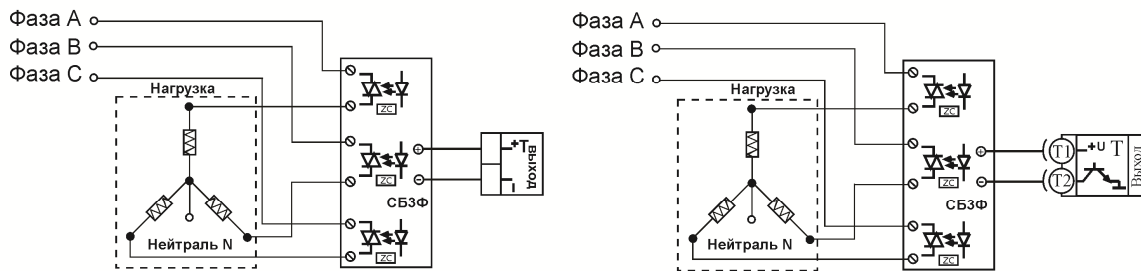 Фаза A
Фаза B
Фаза C
Нагрузка
ZC
ZC
ZC
+
−
СБ3Ф
Нейтраль N
+T
ВЫХОД
Фаза A
Фаза B
Фаза C
Нагрузка
ZC
ZC
ZC
+
−
СБ3Ф
Нейтраль N
T1
T2
+U T
Выход